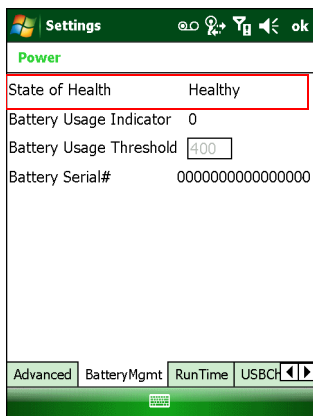 Settings ok
Power
State of Health Healthy
Battery Usage Indicator 0
Battery Usage Threshold 400
Battery Serial# 0000000000000000
Advanced BatteryMgmt RunTime USBCh